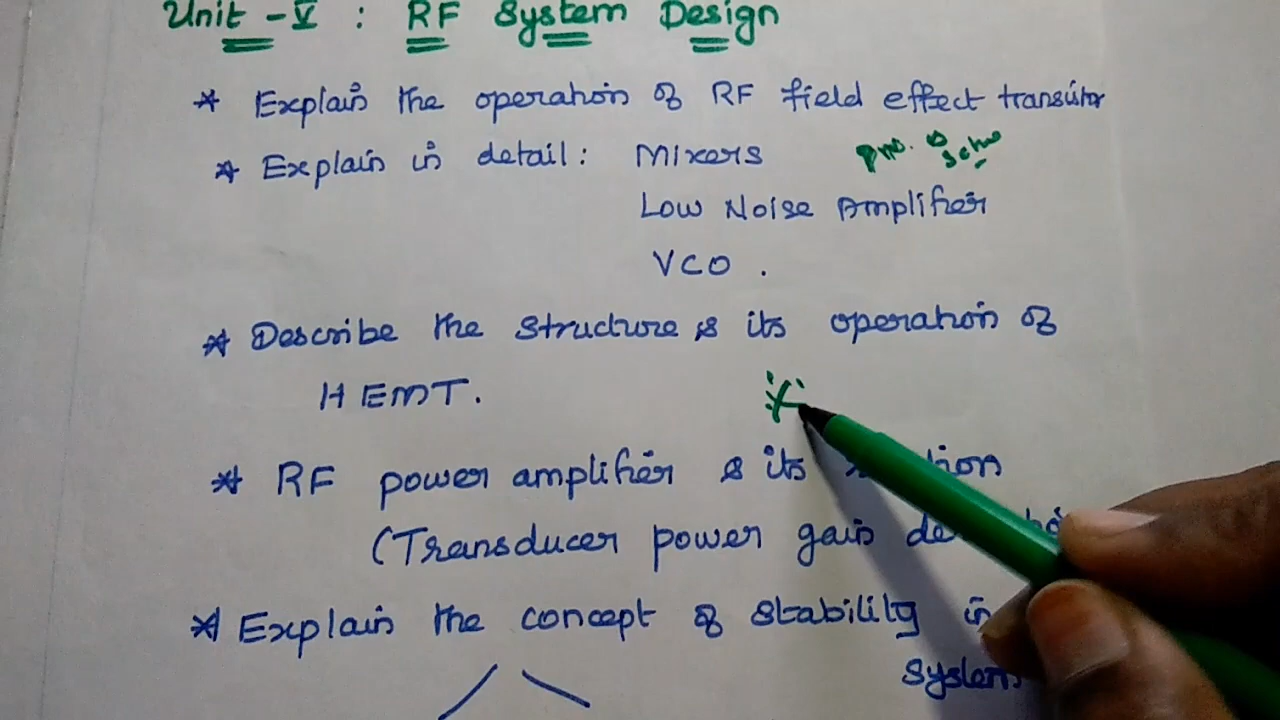 Unit - V : RF System Design
* Explain the operation of RF field effect transistor
* Explain in detail : Mixers
Low Noise Amplifier
VCO .
* Describe the structure & its operation of
HEMT .
* RF power amplifier & its
(Transducer power gain
* Explain the concept of stability in
System